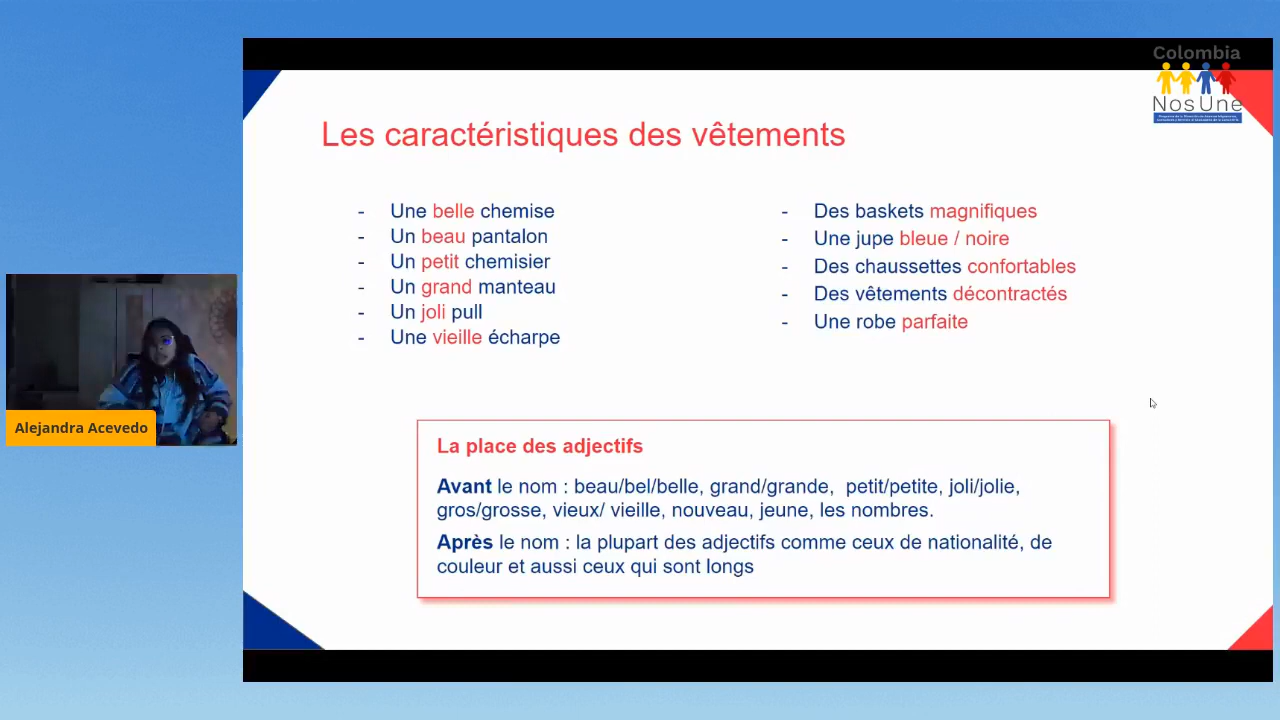 Colombia
NosUne
Les caractéristiques des vêtements
- Une belle chemise
- Un beau pantalon
- Un petit chemisier
- Un grand manteau
- Un joli pull
- Une vieille écharpe
- Des baskets magnifiques
- Une jupe bleue / noire
- Des chaussettes confortables
- Des vêtements décontractés
- Une robe parfaite
Alejandra Acevedo
La place des adjectifs
Avant le nom : beau/bel/belle, grand/grande, petit/petite, joli/jolie,
gros/grosse, vieux/ vieille, nouveau, jeune, les nombres.
Après le nom : la plupart des adjectifs comme ceux de nationalité, de
couleur et aussi ceux qui sont longs